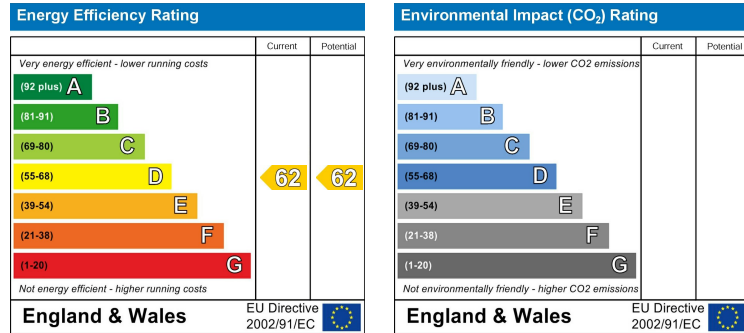 Energy Efficiency Rating
Current Potential
Very energy efficient - lower running costs
(92 plus) A
(81-91) B
(69-80) C
(55-68) D 62 62
(39-54) E
(21-38) F
(1-20) G
Not energy efficient - higher running costs
England & Wales
EU Directive
2002/91/EC
Environmental Impact (CO2) Rating
Current Potential
Very environmentally friendly - lower CO2 emissions
(92 plus) A
(81-91) B
(69-80) C
(55-68) D
(39-54) E
(21-38) F
(1-20) G
Not environmentally friendly - higher CO2 emissions
England & Wales
EU Directive
2002/91/EC